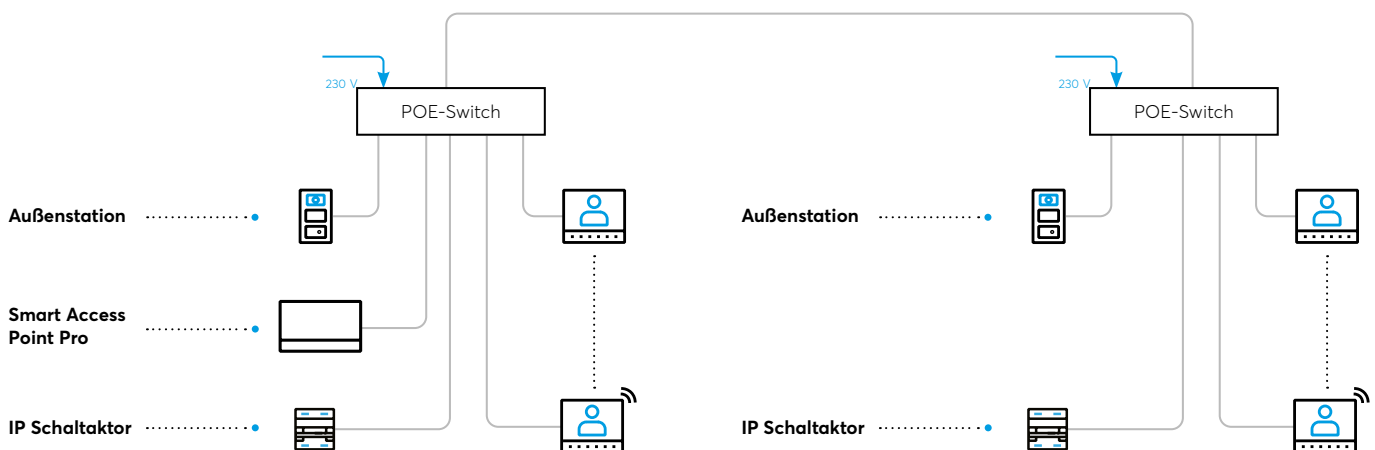 230 V
230 V
POE-Switch
POE-Switch
Außenstation
Außenstation
Smart Access
Point Pro
IP Schaltaktor
IP Schaltaktor